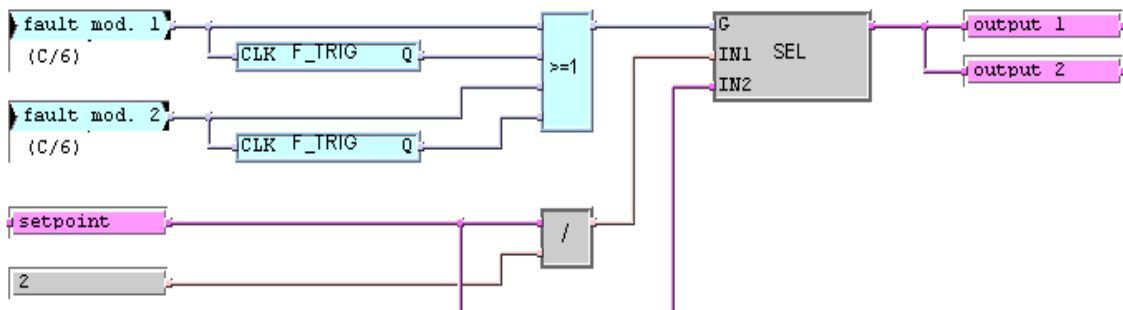 fault mod. 1
(C/6)
CLK F_TRIG Q
>=1
G
IN1 SEL
IN2
output 1
output 2
fault mod. 2
(C/6)
CLK F_TRIG Q
setpoint
/
2